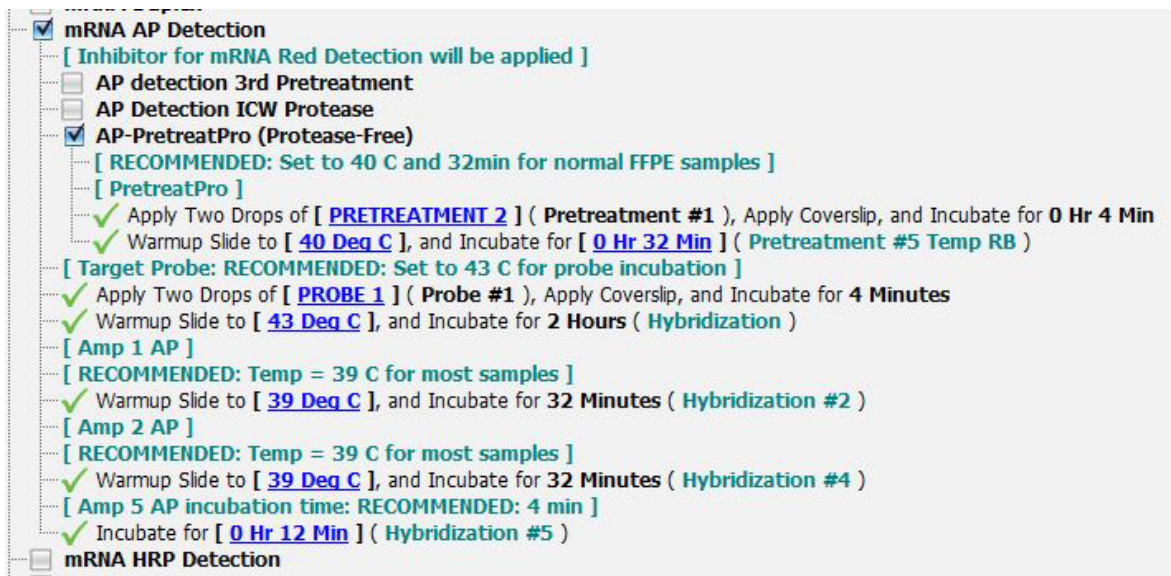 mRNA AP Detection
[ Inhibitor for mRNA Red Detection will be applied ]
AP detection 3rd Pretreatment
AP Detection ICW Protease
AP-PretreatPro (Protease-Free)
[ RECOMMENDED: Set to 40 C and 32min for normal FFPE samples ]
[ PretreatPro ]
Apply Two Drops of [ PRETREATMENT 2 ] ( Pretreatment #1 ), Apply Coverslip, and Incubate for 0 Hr 4 Min
Warmup Slide to [ 40 Deg C ], and Incubate for [ 0 Hr 32 Min ] ( Pretreatment #5 Temp RB )
[ Target Probe: RECOMMENDED: Set to 43 C for probe incubation ]
Apply Two Drops of [ PROBE 1 ] ( Probe #1 ), Apply Coverslip, and Incubate for 4 Minutes
Warmup Slide to [ 43 Deg C ], and Incubate for 2 Hours ( Hybridization )
[ Amp 1 AP ]
[ RECOMMENDED: Temp = 39 C for most samples ]
Warmup Slide to [ 39 Deg C ], and Incubate for 32 Minutes ( Hybridization #2 )
[ Amp 2 AP ]
[ RECOMMENDED: Temp = 39 C for most samples ]
Warmup Slide to [ 39 Deg C ], and Incubate for 32 Minutes ( Hybridization #4 )
[ Amp 5 AP incubation time: RECOMMENDED: 4 min ]
Incubate for [ 0 Hr 12 Min ] ( Hybridization #5 )
mRNA HRP Detection